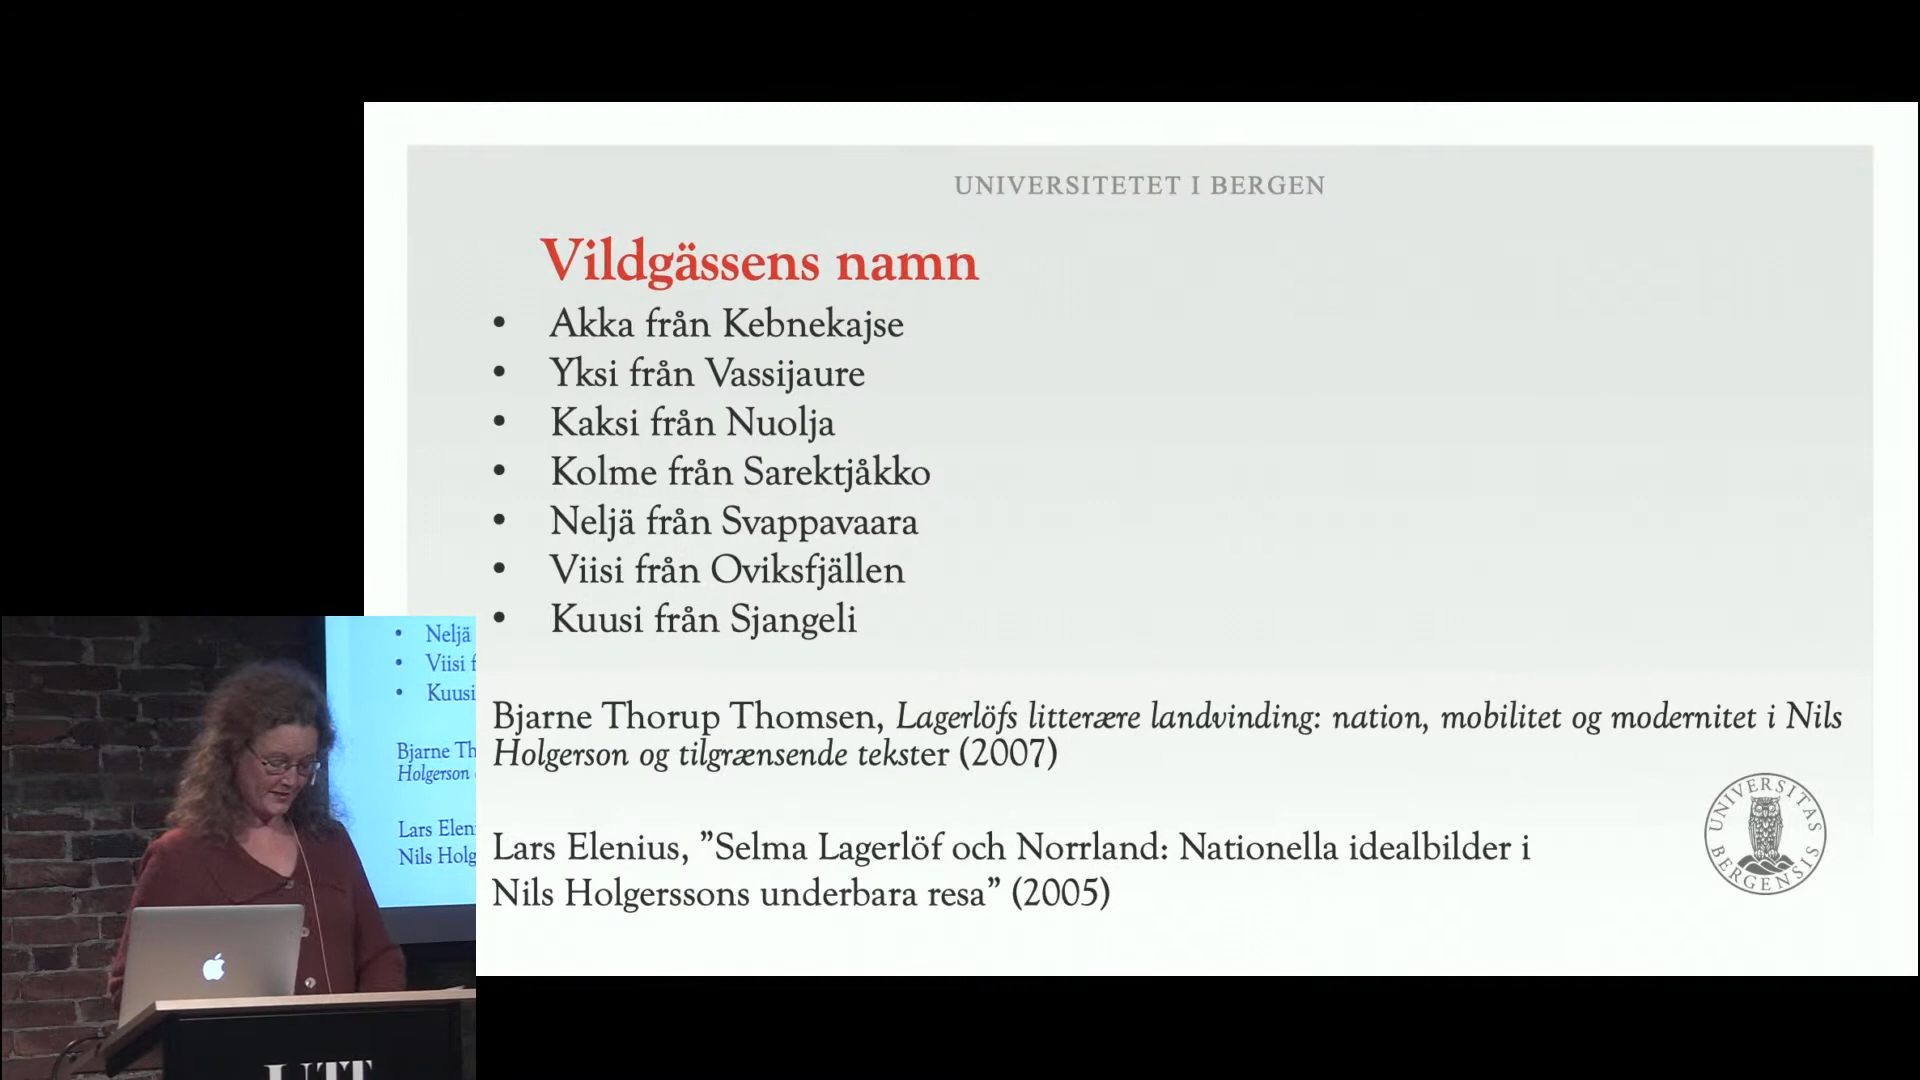 UNIVERSITETET I BERGEN
Vildgässens namn
• Akka från Kebnekajse
• Yksi från Vassijaure
• Kaksi från Nuolja
• Kolme från Sarektjåkko
• Neljä från Svappavaara
• Viisi från Oviksfjällen
• Kuusi från Sjangeli
Bjarne Thorup Thomsen, Lagerlöfs litterære landvinding: nation, mobilitet og modernitet i Nils
Holgerson og tilgrænsende tekster (2007)
Lars Elenius, ”Selma Lagerlöf och Norrland: Nationella idealbilder i
Nils Holgerssons underbara resa” (2005)
UNIVERSITAS BERGENSIS
• Neljä
• Viisi f
• Kuusi
Bjarne Th
Holgerson
Lars Elen
Nils Holg